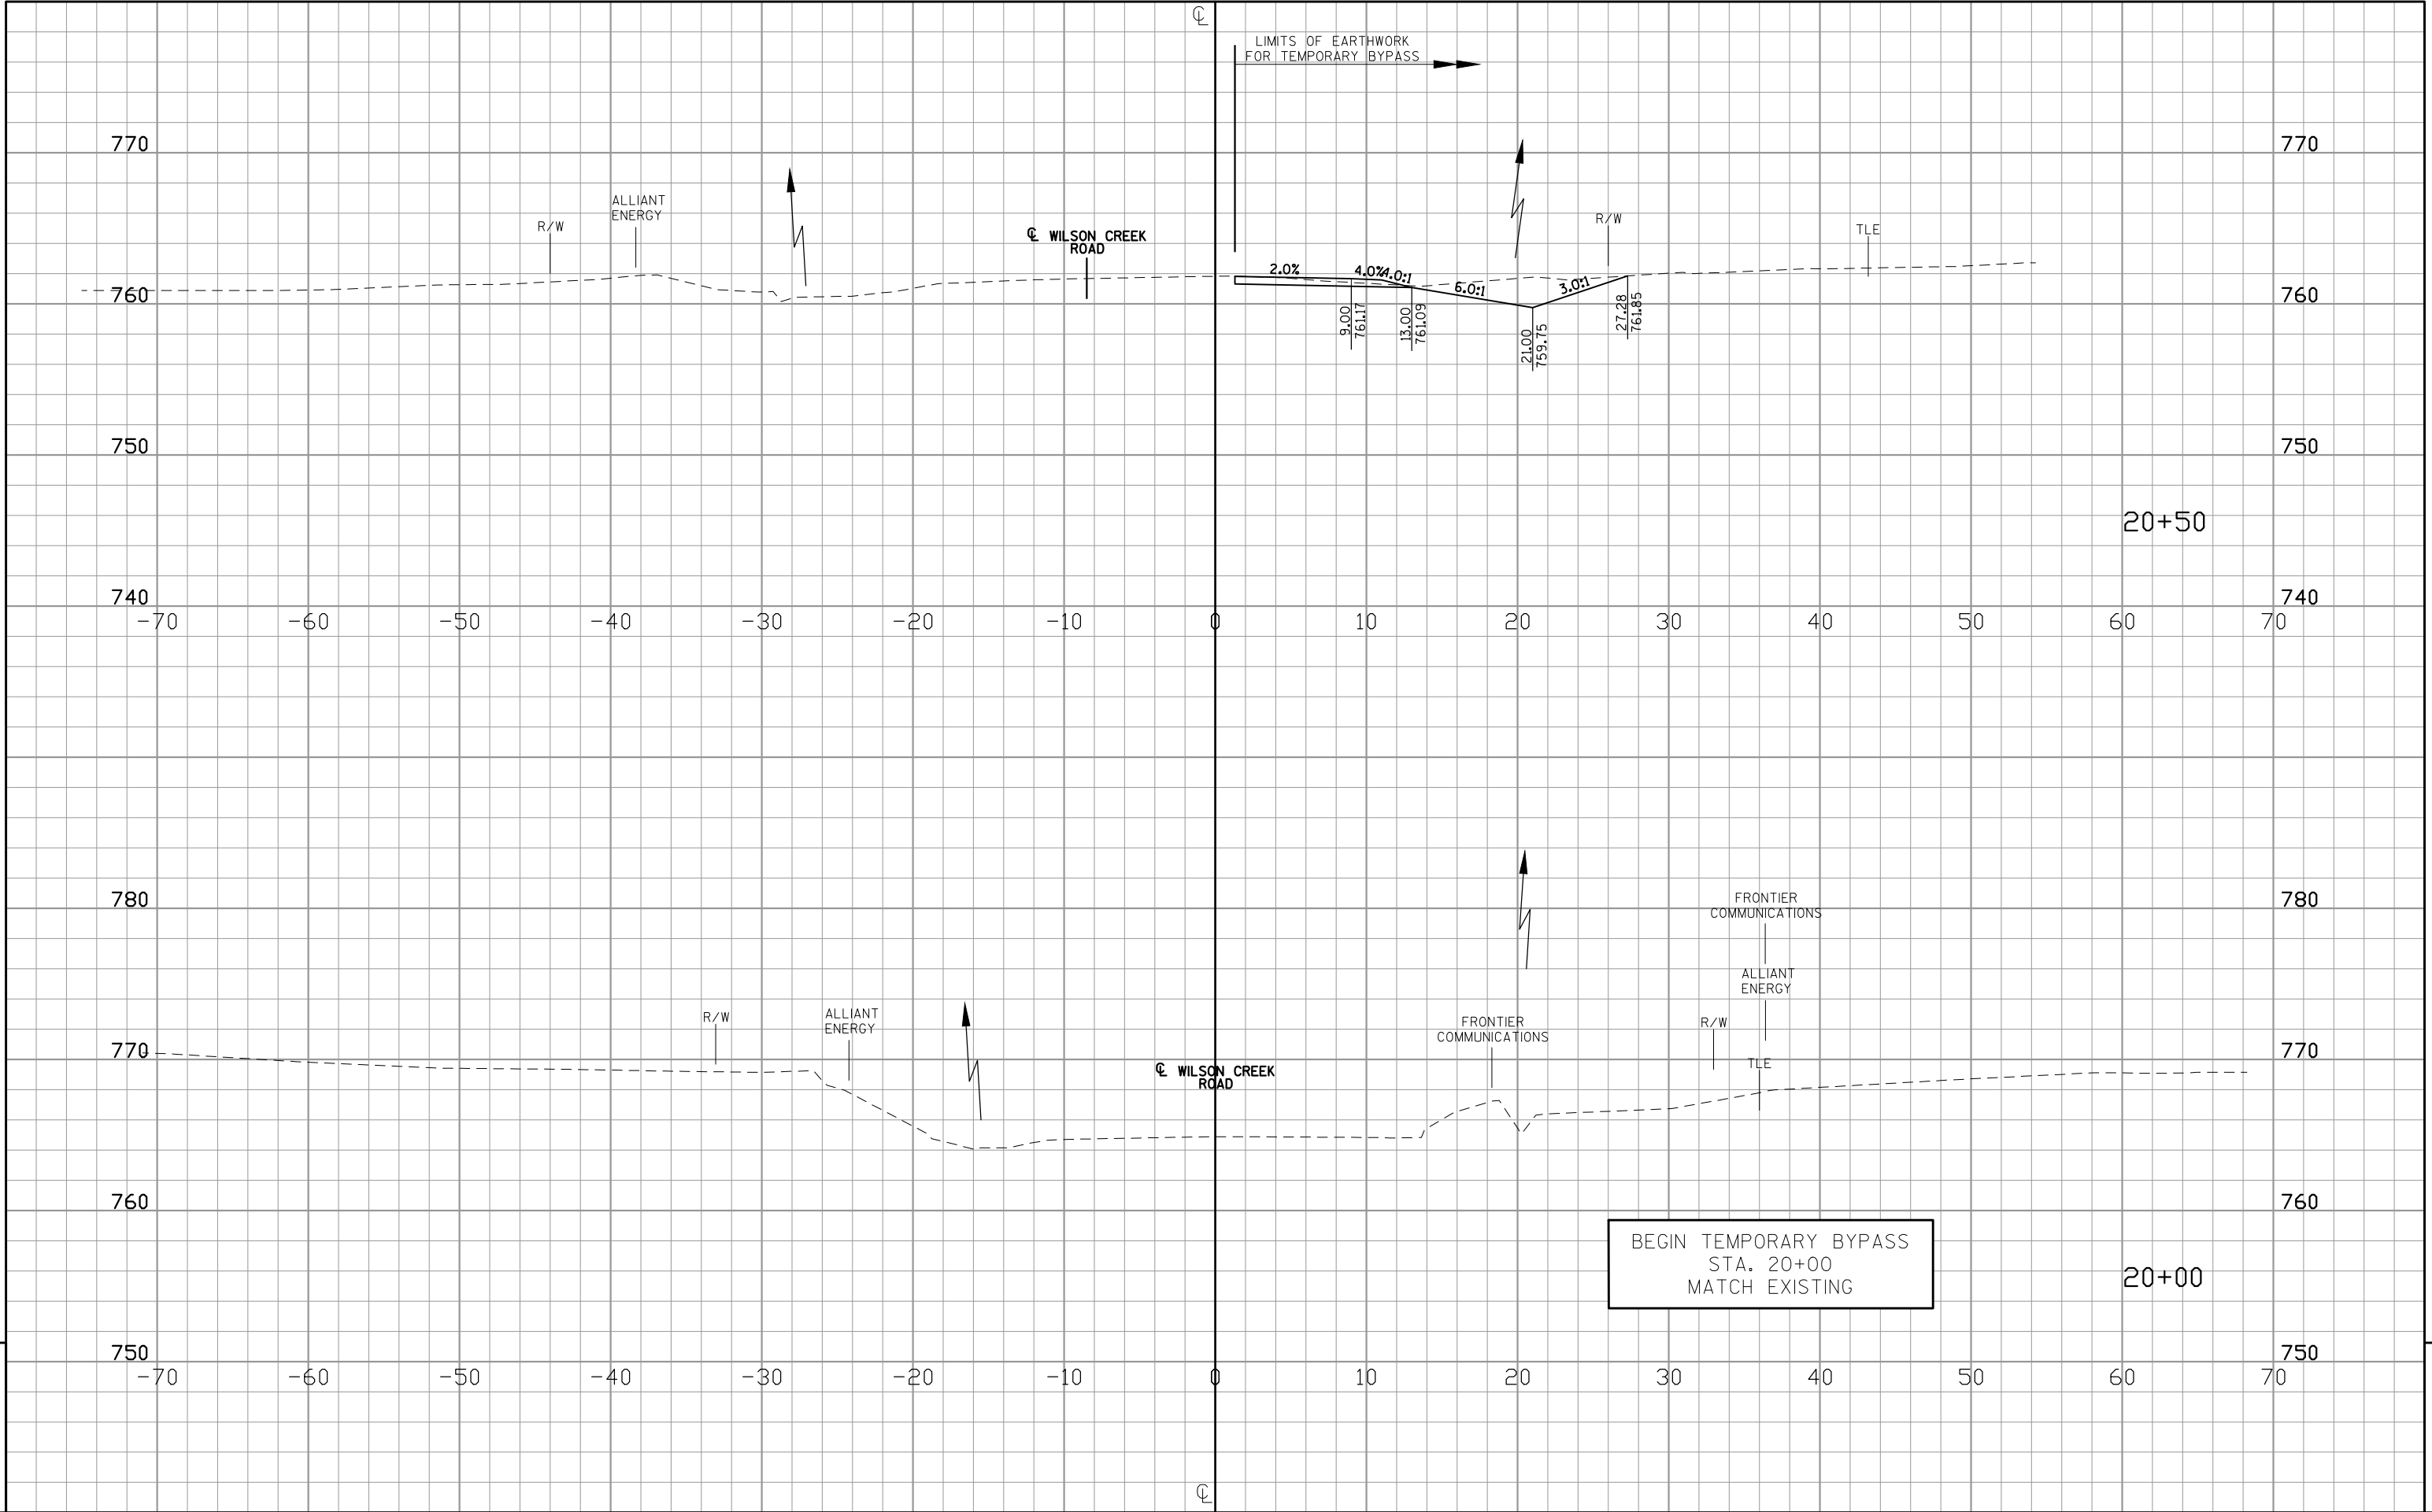 ℄
LIMITS OF EARTHWORK
FOR TEMPORARY BYPASS
770
770
ALLIANT
ENERGY
R/W
R/W
℄ WILSON CREEK
ROAD
TLE
2.0%
4.0%
4.0:1
6.0:1
3.0:1
760
760
9.00
761.17
13.00
761.09
21.00
759.75
27.28
761.85
750
750
20+50
740
740
-70 -60 -50 -40 -30 -20 -10 0 10 20 30 40 50 60 70
780
780
FRONTIER
COMMUNICATIONS
ALLIANT
ENERGY
R/W
ALLIANT
ENERGY
FRONTIER
COMMUNICATIONS
R/W
770
770
TLE
℄ WILSON CREEK
ROAD
760
760
BEGIN TEMPORARY BYPASS
STA. 20+00
MATCH EXISTING
20+00
750
750
-70 -60 -50 -40 -30 -20 -10 0 10 20 30 40 50 60 70
℄